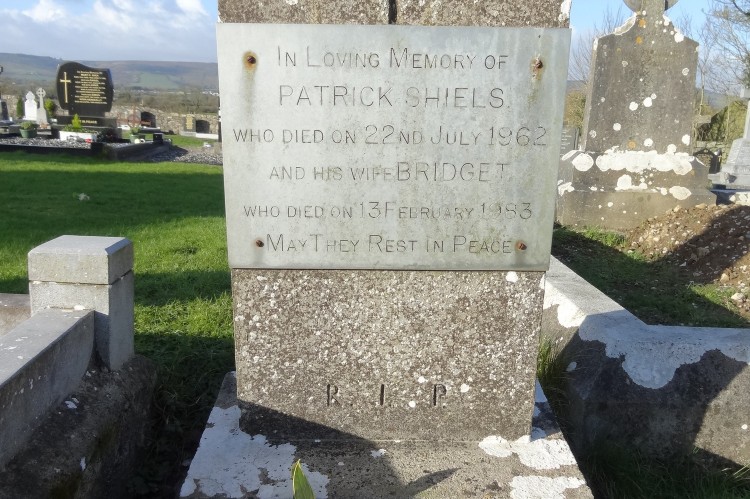 In Loving Memory of
PATRICK SHIELS.
who died on 22nd July 1962
and his wife BRIDGET
who died on 13 February 1983
May They Rest in Peace
R I P